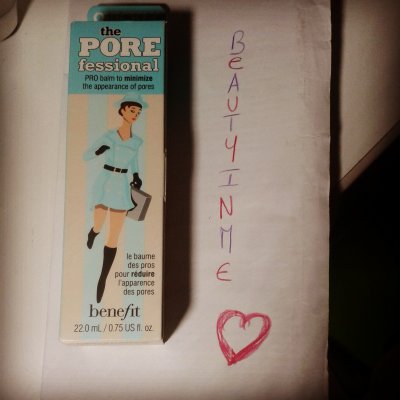 the
PORE
fessional
PRO balm to minimize
the appearance of pores
le baume
des pros
pour réduire
l'apparence
des pores
benefit
22.0 mL / 0.75 US fl. oz.
BeAUTYINME